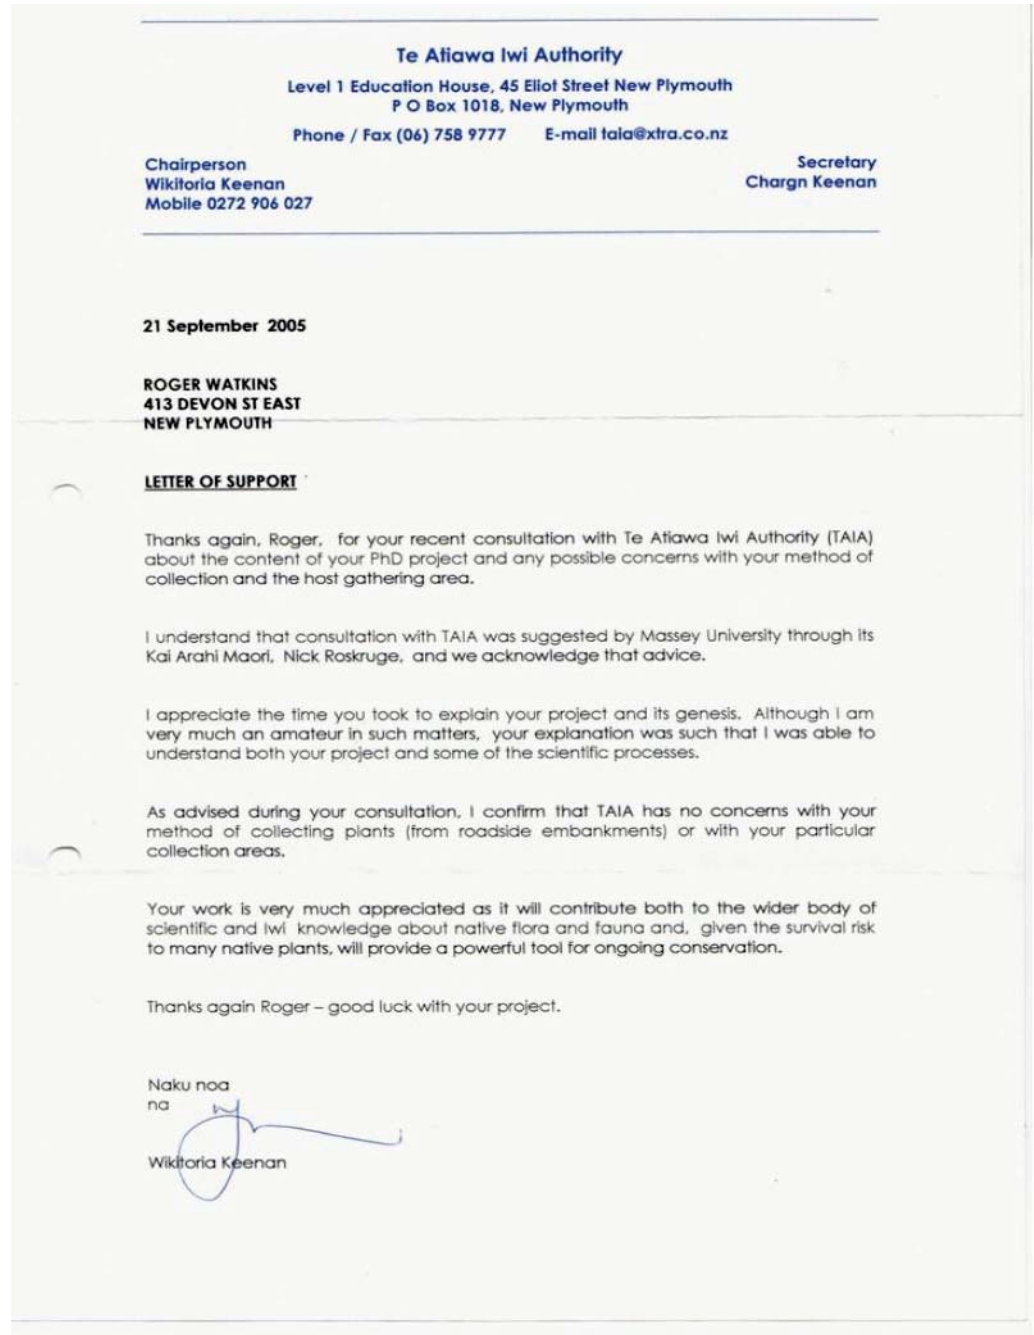 Te Atiawa Iwi Authority
Level 1 Education House, 45 Eliot Street New Plymouth
P O Box 1018, New Plymouth
Phone / Fax (06) 758 9777 E-mail taia@xtra.co.nz
Chairperson
Wikitoria Keenan
Mobile 0272 906 027
Secretary
Chargn Keenan
21 September 2005
ROGER WATKINS
413 DEVON ST EAST
NEW PLYMOUTH
LETTER OF SUPPORT
Thanks again, Roger, for your recent consultation with Te Atiawa Iwi Authority (TAIA)
about the content of your PhD project and any possible concerns with your method of
collection and the host gathering area.
I understand that consultation with TAIA was suggested by Massey University through its
Kai Arahi Maori, Nick Roskruge, and we acknowledge that advice.
I appreciate the time you took to explain your project and its genesis. Although I am
very much an amateur in such matters, your explanation was such that I was able to
understand both your project and some of the scientific processes.
As advised during your consultation, I confirm that TAIA has no concerns with your
method of collecting plants (from roadside embankments) or with your particular
collection areas.
Your work is very much appreciated as it will contribute both to the wider body of
scientific and Iwi knowledge about native flora and fauna and, given the survival risk
to many native plants, will provide a powerful tool for ongoing conservation.
Thanks again Roger – good luck with your project.
Naku noa
na
Wikitoria Keenan